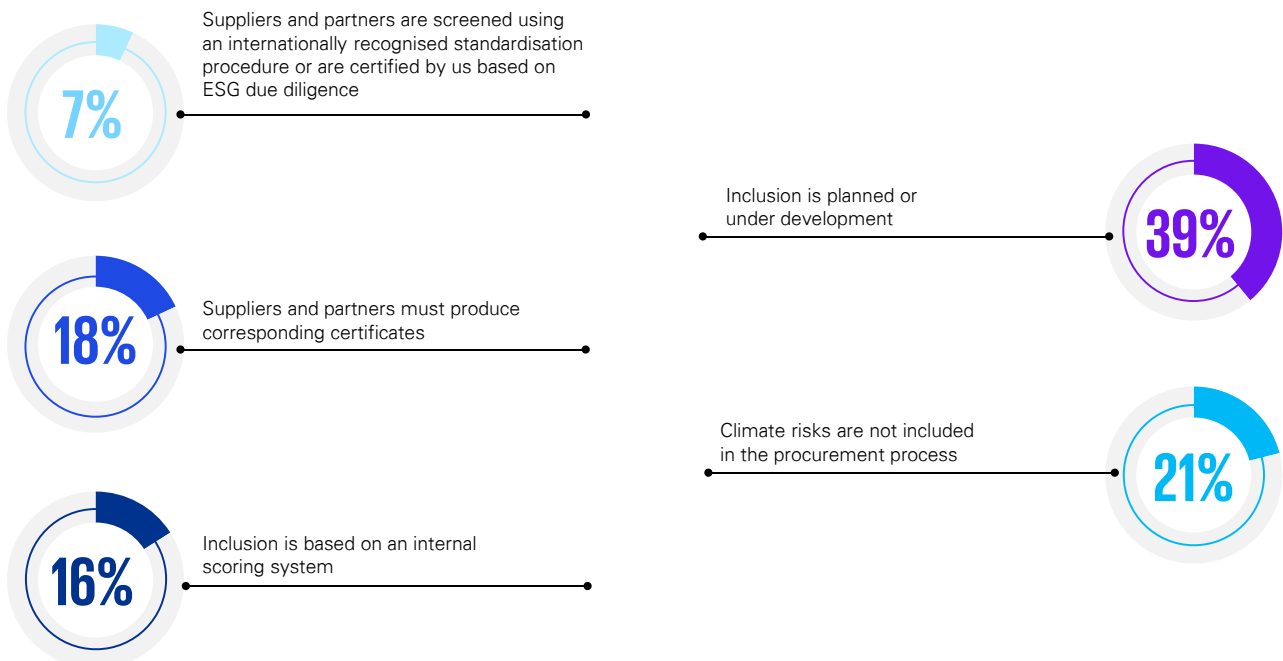 Suppliers and partners are screened using
an internationally recognised standardisation
procedure or are certified by us based on
ESG due diligence
7%
Suppliers and partners must produce
corresponding certificates
18%
Inclusion is based on an internal
scoring system
16%
Inclusion is planned or
under development
39%
Climate risks are not included
in the procurement process
21%